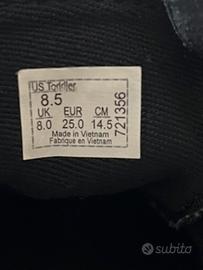 US Toddler
8.5
UK EUR CM
8.0 25.0 14.5
Made in Vietnam
Fabrique en Vietnam
721356
subito